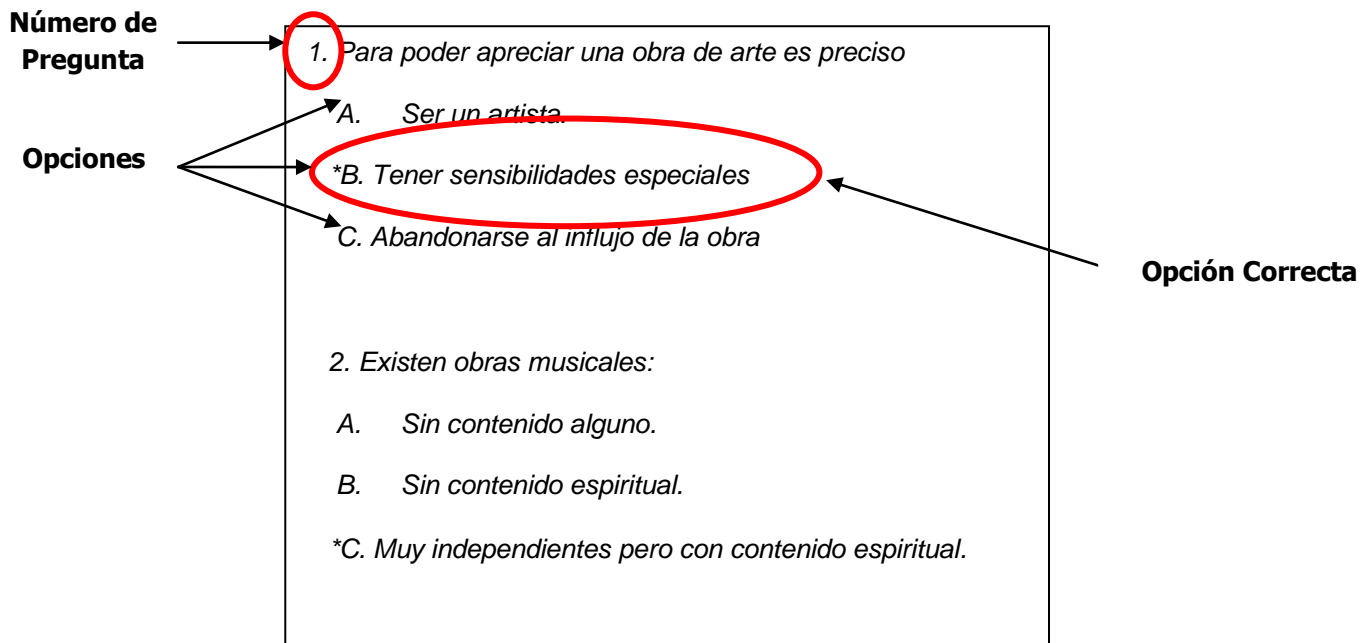 Número de
Pregunta
1. Para poder apreciar una obra de arte es preciso
A. Ser un artista.
Opciones
*B. Tener sensibilidades especiales
C. Abandonarse al influjo de la obra
Opción Correcta
2. Existen obras musicales:
A. Sin contenido alguno.
B. Sin contenido espiritual.
*C. Muy independientes pero con contenido espiritual.